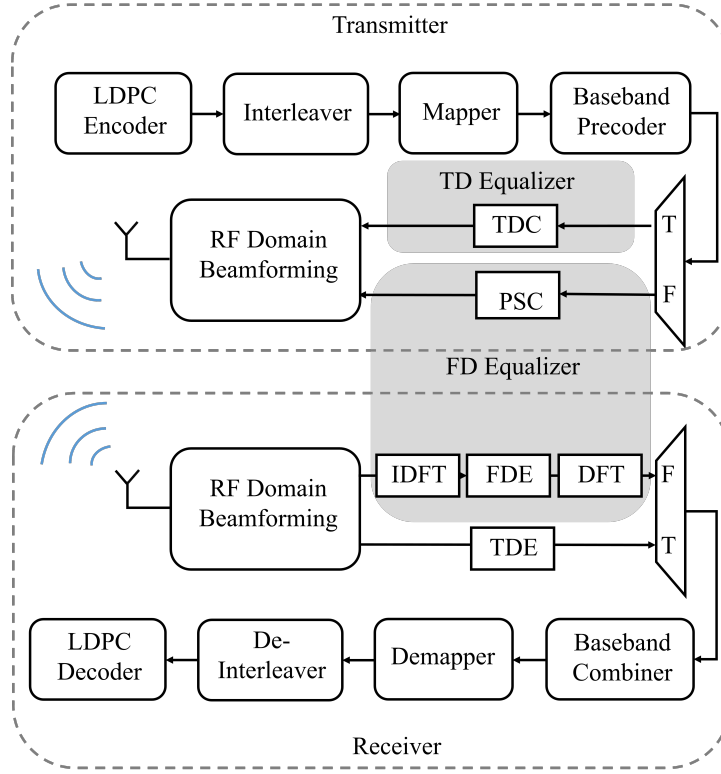 Transmitter
LDPC
Encoder
Interleaver
Mapper
Baseband
Precoder
TD Equalizer
TDC
T
RF Domain
Beamforming
PSC
F
FD Equalizer
RF Domain
Beamforming
IDFT
FDE
DFT
F
TDE
T
LDPC
Decoder
De-
Interleaver
Demapper
Baseband
Combiner
Receiver